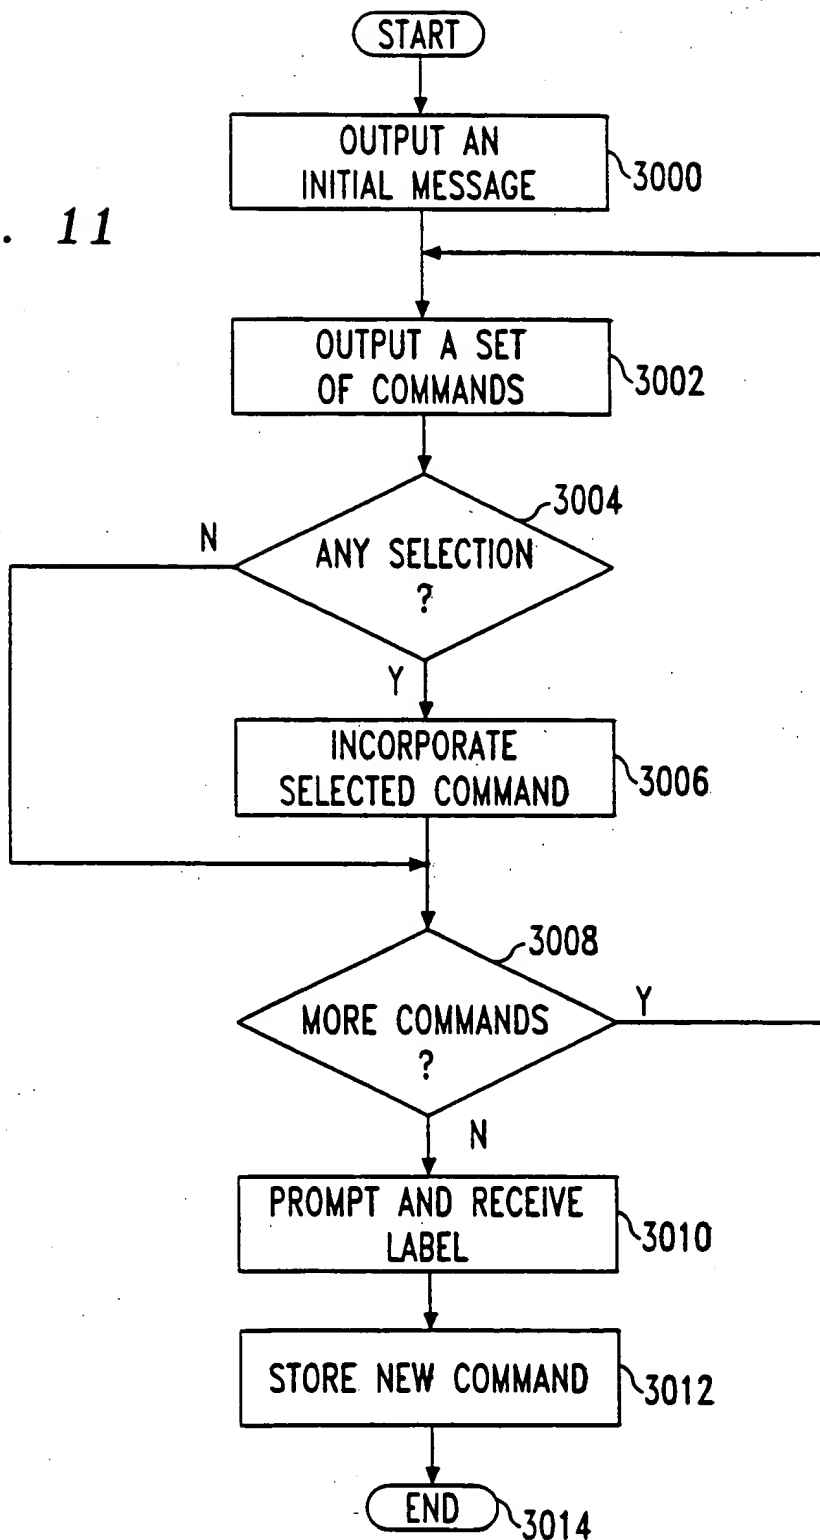 START
OUTPUT AN
INITIAL MESSAGE
3000
. 11
OUTPUT A SET
OF COMMANDS
3002
3004
N
ANY SELECTION
?
Y
INCORPORATE
SELECTED COMMAND
3006
3008
MORE COMMANDS
?
Y
N
PROMPT AND RECEIVE
LABEL
3010
STORE NEW COMMAND
3012
END
3014